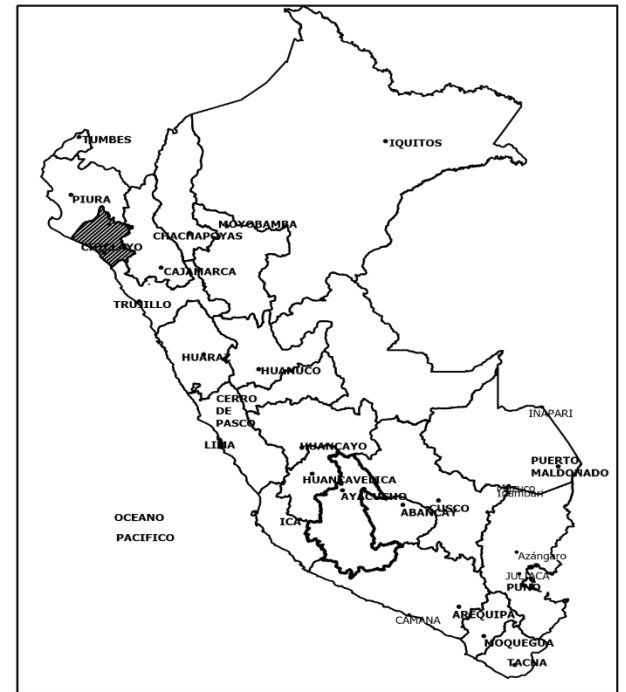 TUMBES
IQUITOS
PIURA
MOYOBAMBA
CHACHAPOYAS
CHICLAYO
CAJAMARCA
TRUJILLO
HUARAZ
HUANUCO
CERRO
DE
PASCO
INAPARI
LIMA
HUANCAYO
PUERTO
MALDONADO
HUANCAVELICA
AYACUCHO
CUSCO
ABANCAY
OCEANO
PACIFICO
ICA
Azángaro
JULIACA
PUNO
AREQUIPA
CAMANA
MOQUEGUA
TACNA